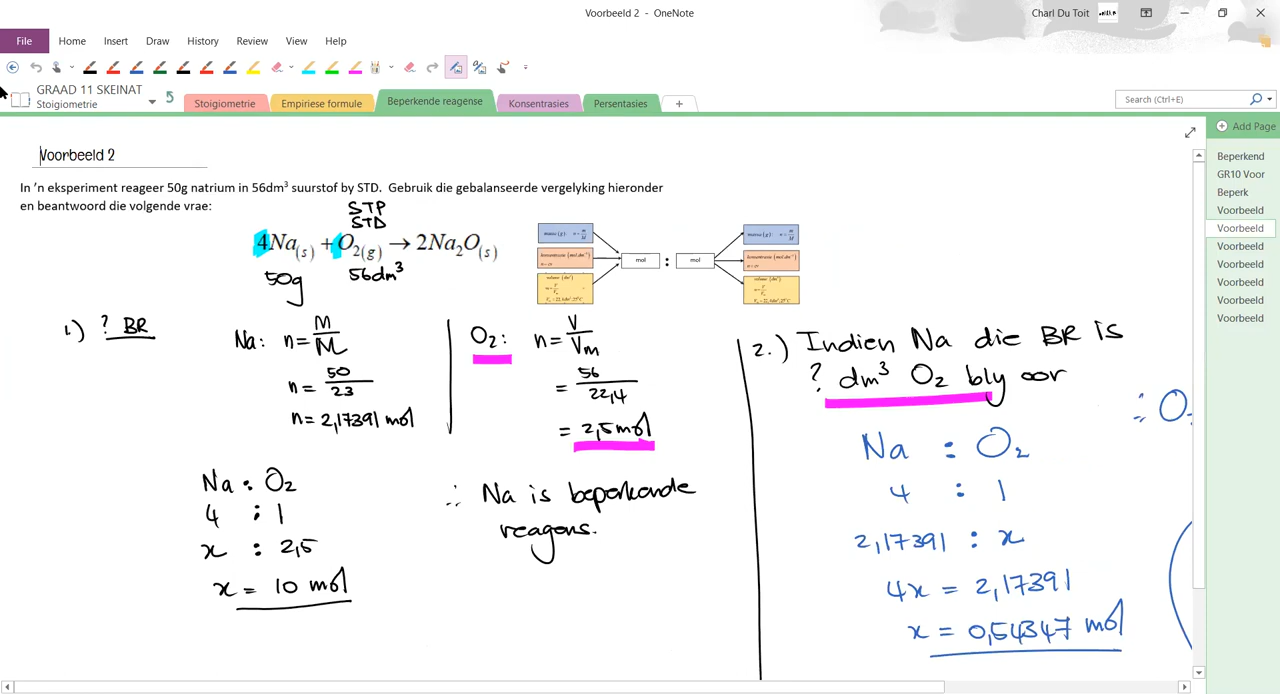 Voorbeeld 2 - OneNote
Charl Du Toit
File Home Insert Draw History Review View Help
GRAAD 11 SKEINAT
Stoigiometrie
Stoigiometrie Empiriese formule Beperkende reagense Konsentrasies Persentasies +
Search (Ctrl+E)
Add Page
Beperkend
GR10 Voor
Beperk
Voorbeeld
Voorbeeld
Voorbeeld
Voorbeeld
Voorbeeld
Voorbeeld
Voorbeeld
Voorbeeld 2
In 'n eksperiment reageer 50g natrium in 56dm³ suurstof by STD. Gebruik die gebalanseerde vergelyking hieronder
en beantwoord die volgende vrae:
STP
STD
4Na(s) + O₂(g) → 2Na₂O(s)
50g 56dm³
mol : mol
1.) ? BR
Na: n = M/M
n = 50/23
n = 2,17391 mol
O₂: n = V/Vm
= 56/22,4
= 2,5 mol
Na : O₂
4 : 1
x : 2,5
x = 10 mol
∴ Na is beperkende
reagens.
2.) Indien Na die BR is
? dm³ O₂ bly oor
Na : O₂
4 : 1
2,17391 : x
4x = 2,17391
x = 0,54347 mol